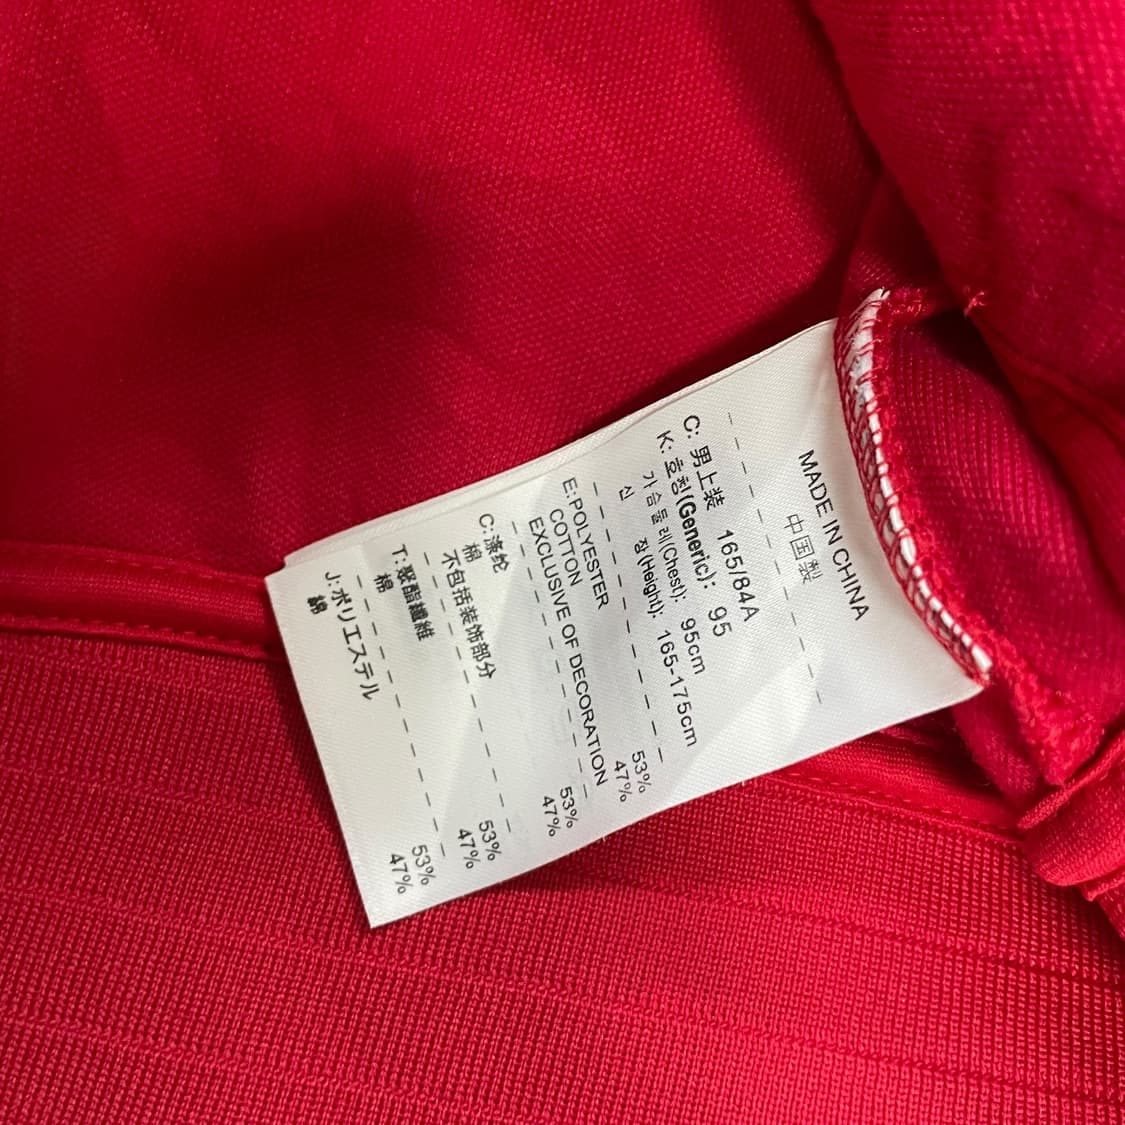 MADE IN CHINA
中国製
C: 男上装 165/84A
K: 호칭(Generic): 95
가슴둘레(Chest): 95cm
신 장(Height): 165-175cm
E:POLYESTER 53%
COTTON 47%
EXCLUSIVE OF DECORATION
C:涤纶 53%
棉 47%
不包括装饰部分
T:聚酯纖維 53%
棉 47%
J:ポリエステル 53%
綿 47%